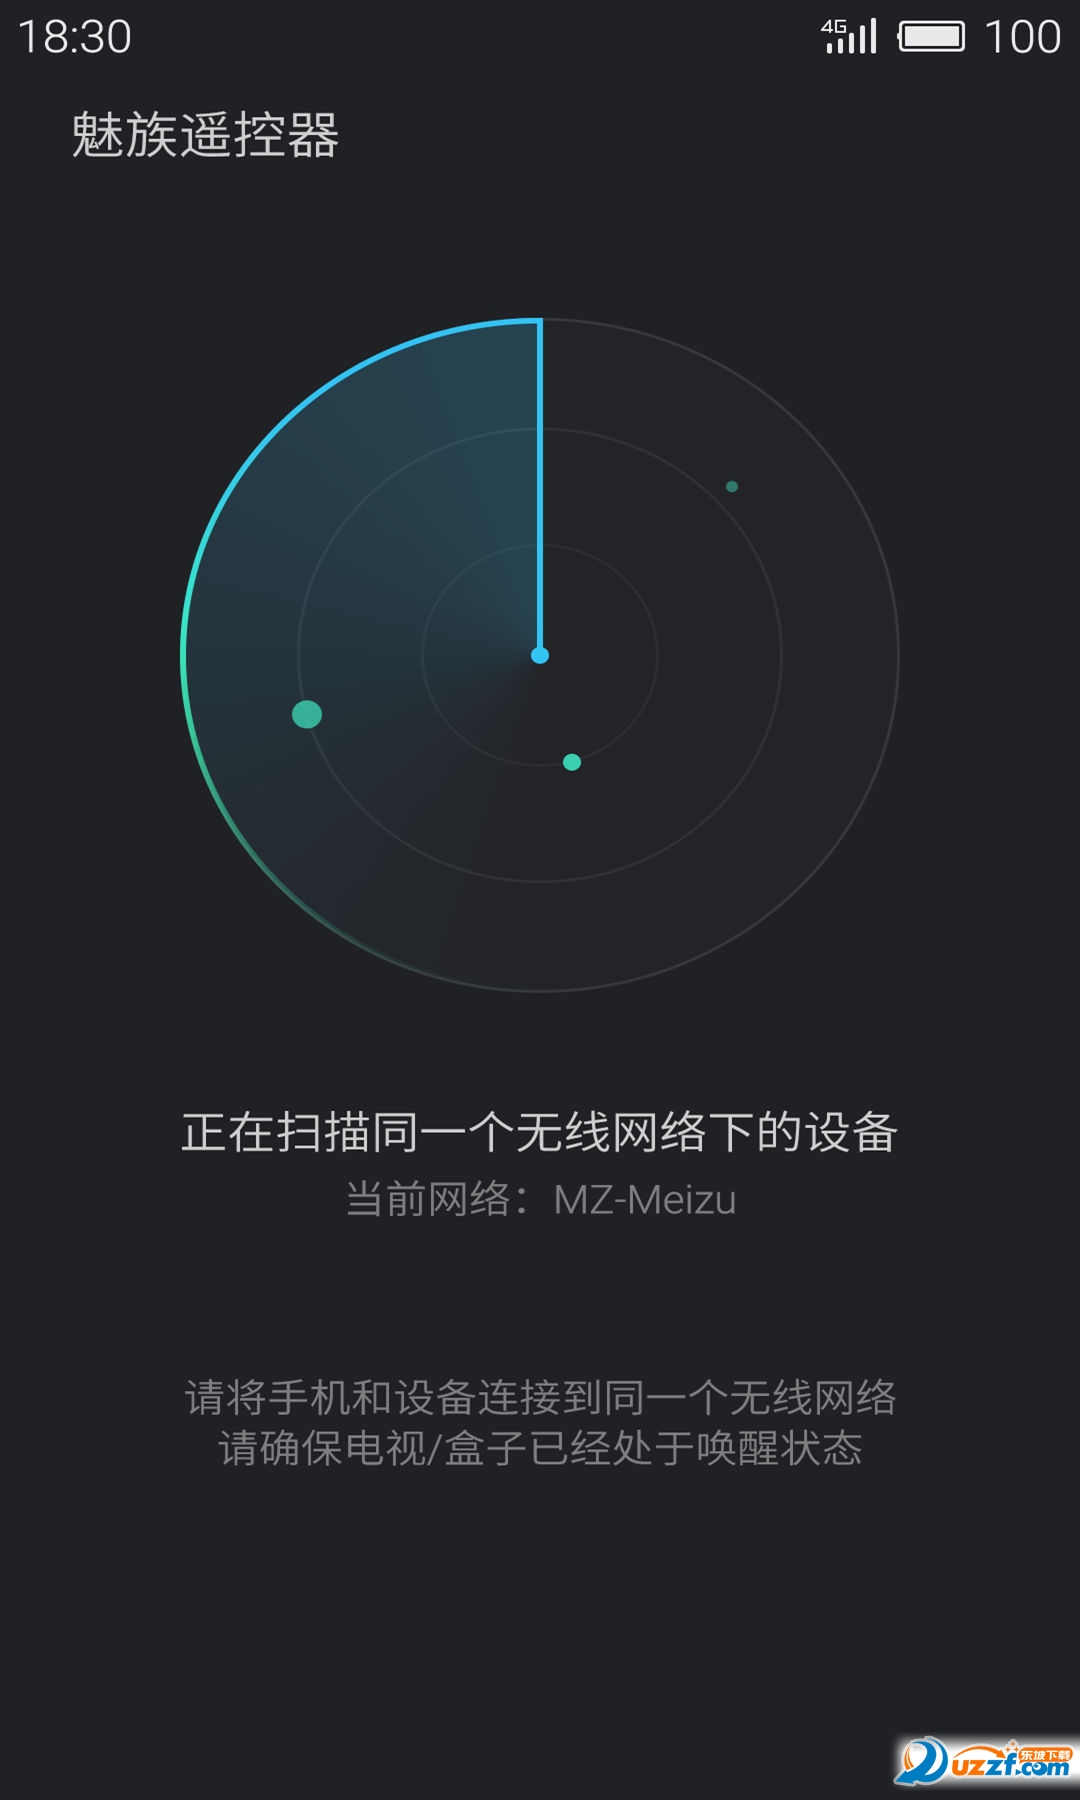 18:30
4G
100
魅族遥控器
正在扫描同一个无线网络下的设备
当前网络：MZ-Meizu
请将手机和设备连接到同一个无线网络
请确保电视/盒子已经处于唤醒状态
东坡下载
uzzf.com